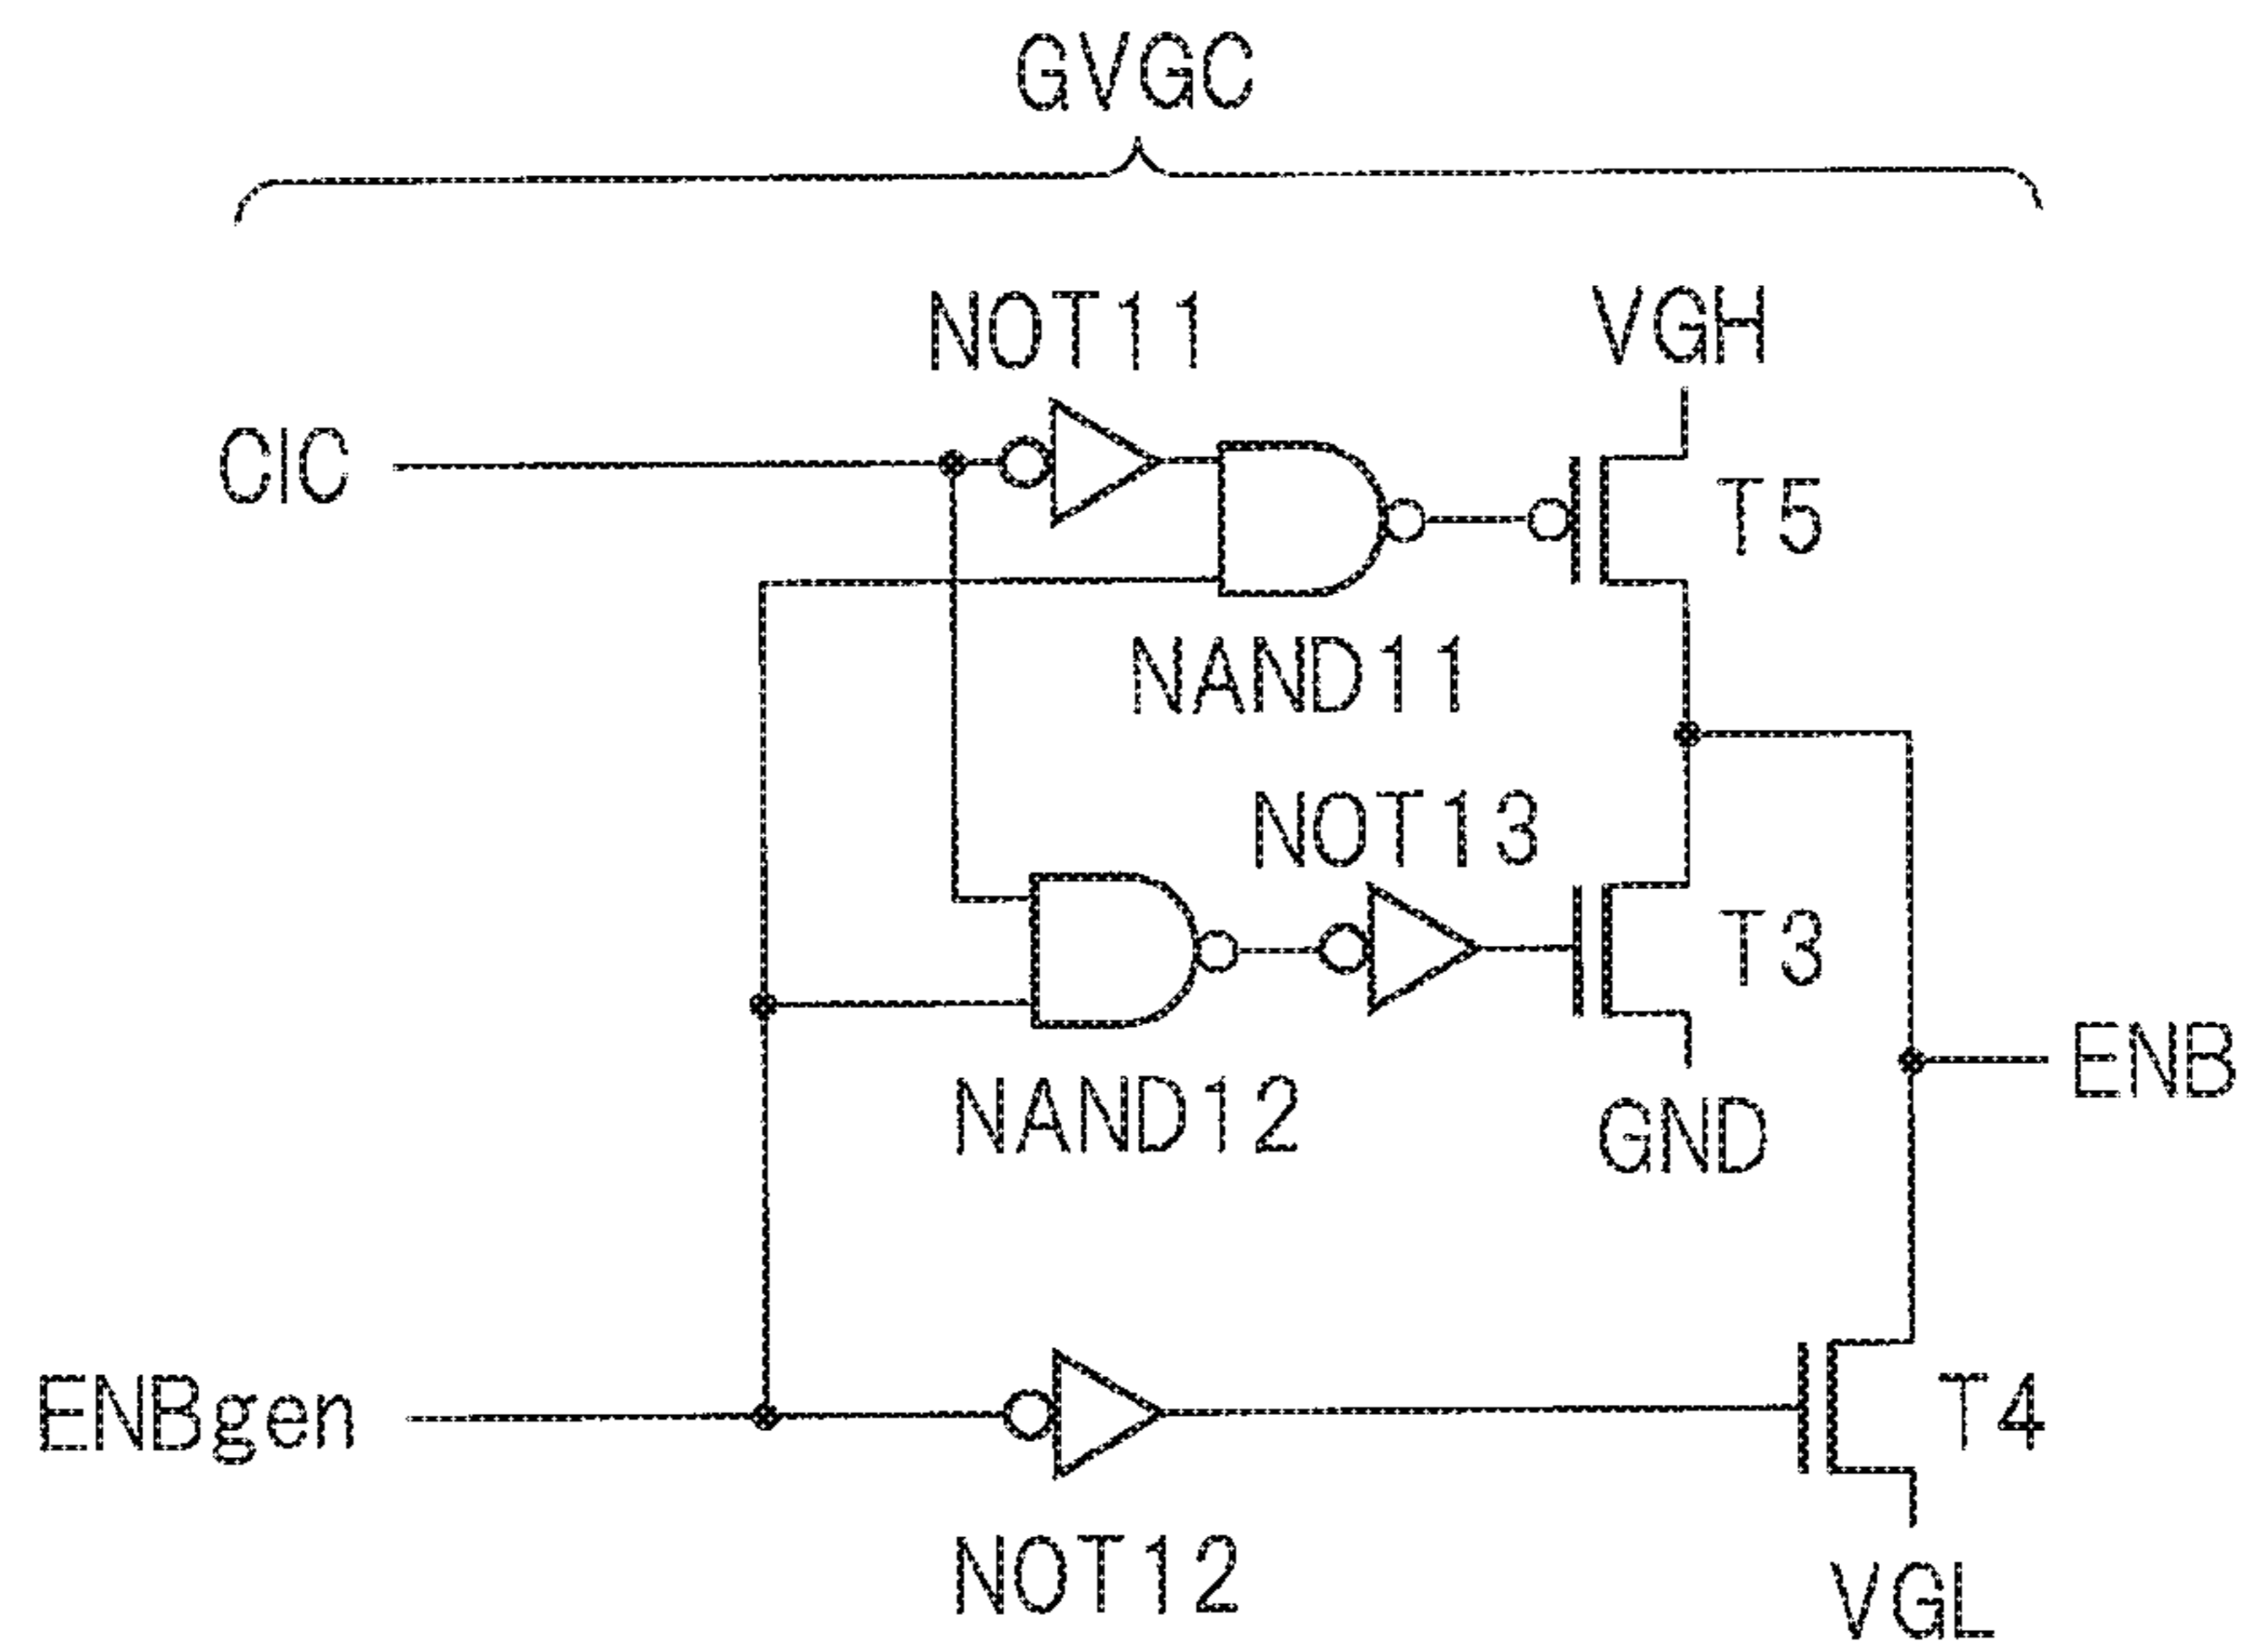 GVGC
NOT11
VGH
CIC
T5
NAND11
NOT13
T3
ENB
NAND12
GND
ENBgen
T4
NOT12
VGL